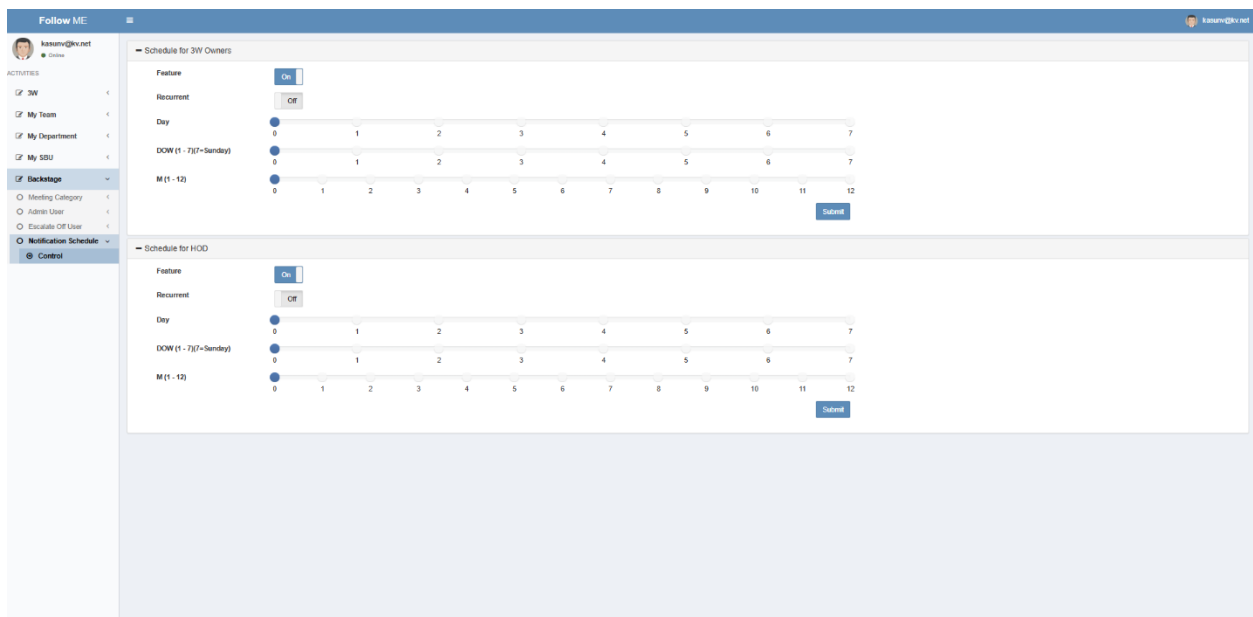 Follow ME
kasunv@kv.net
kasunv@kv.net
Online
ACTIVITIES
3W
My Team
My Department
My SBU
Backstage
Meeting Category
Admin User
Escalate Off User
Notification Schedule
Control
Schedule for 3W Owners
Feature On
Recurrent Off
Day
0 1 2 3 4 5 6 7
DOW (1 - 7)(7=Sunday)
0 1 2 3 4 5 6 7
M (1 - 12)
0 1 2 3 4 5 6 7 8 9 10 11 12
Submit
Schedule for HOD
Feature On
Recurrent Off
Day
0 1 2 3 4 5 6 7
DOW (1 - 7)(7=Sunday)
0 1 2 3 4 5 6 7
M (1 - 12)
0 1 2 3 4 5 6 7 8 9 10 11 12
Submit